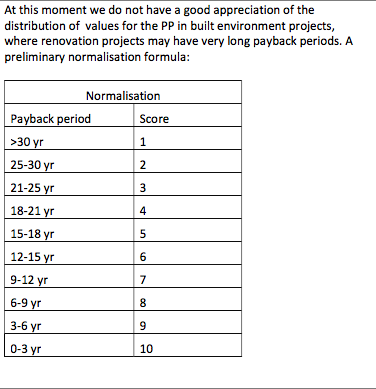 At this moment we do not have a good appreciation of the
distribution of values for the PP in built environment projects,
where renovation projects may have very long payback periods. A
preliminary normalisation formula:
Normalisation
Payback period Score
>30 yr 1
25-30 yr 2
21-25 yr 3
18-21 yr 4
15-18 yr 5
12-15 yr 6
9-12 yr 7
6-9 yr 8
3-6 yr 9
0-3 yr 10